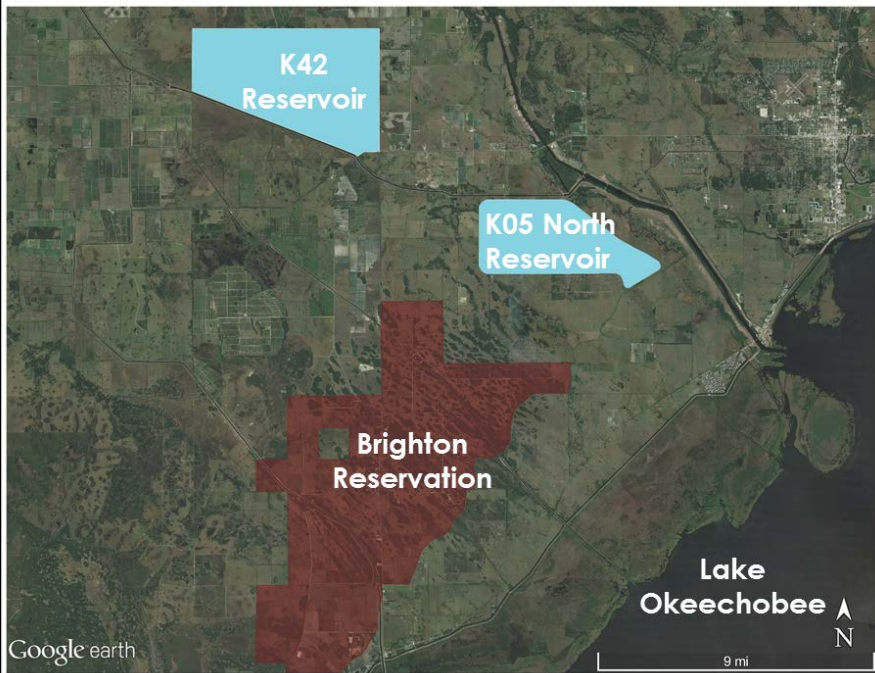 K42
Reservoir
K05 North
Reservoir
Brighton
Reservation
Lake
Okeechobee
N
Google earth
9 mi